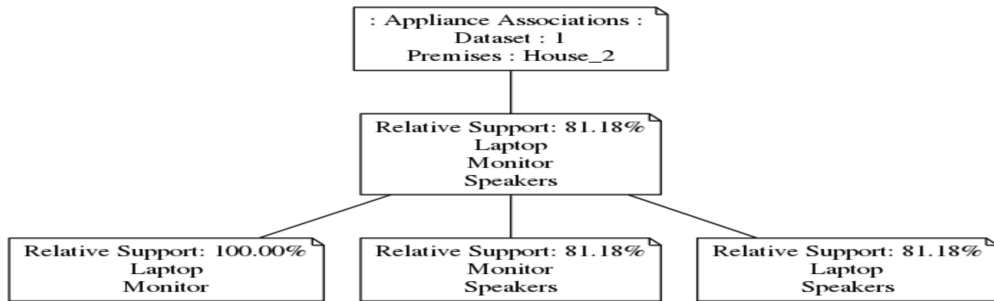 : Appliance Associations :
Dataset : 1
Premises : House_2
Relative Support: 81.18%
Laptop
Monitor
Speakers
Relative Support: 100.00%
Laptop
Monitor
Relative Support: 81.18%
Monitor
Speakers
Relative Support: 81.18%
Laptop
Speakers